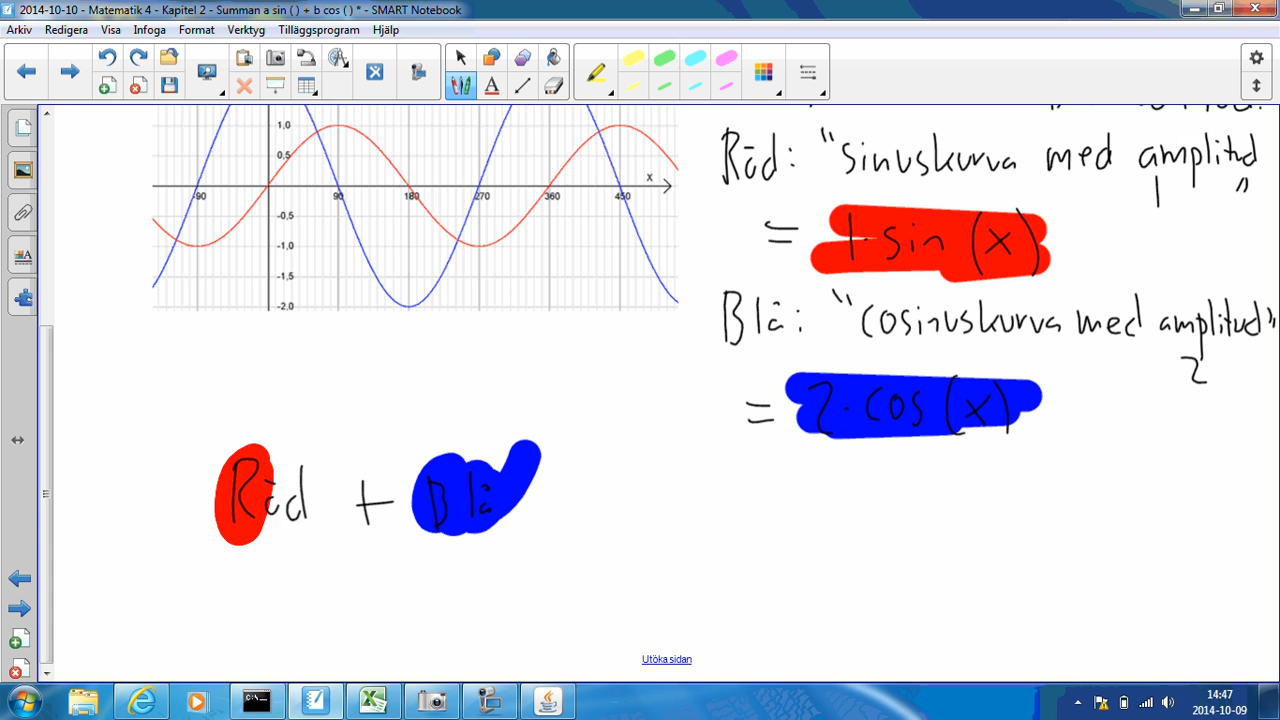 2014-10-10 - Matematik 4 - Kapitel 2 - Summan a sin ( ) + b cos ( ) * - SMART Notebook
Arkiv Redigera Visa Infoga Format Verktyg Tilläggsprogram Hjälp
1,0
0,5
x
-90 90 180 270 360 450
-0,5
-1,0
-1,5
-2,0
Röd: "sinuskurva med amplitud
1 "
= 1·sin (x)
Blå: "cosinuskurva med amplitud"
2
= 2·cos (x)
Röd + Blå
Utöka sidan
14:47
2014-10-09